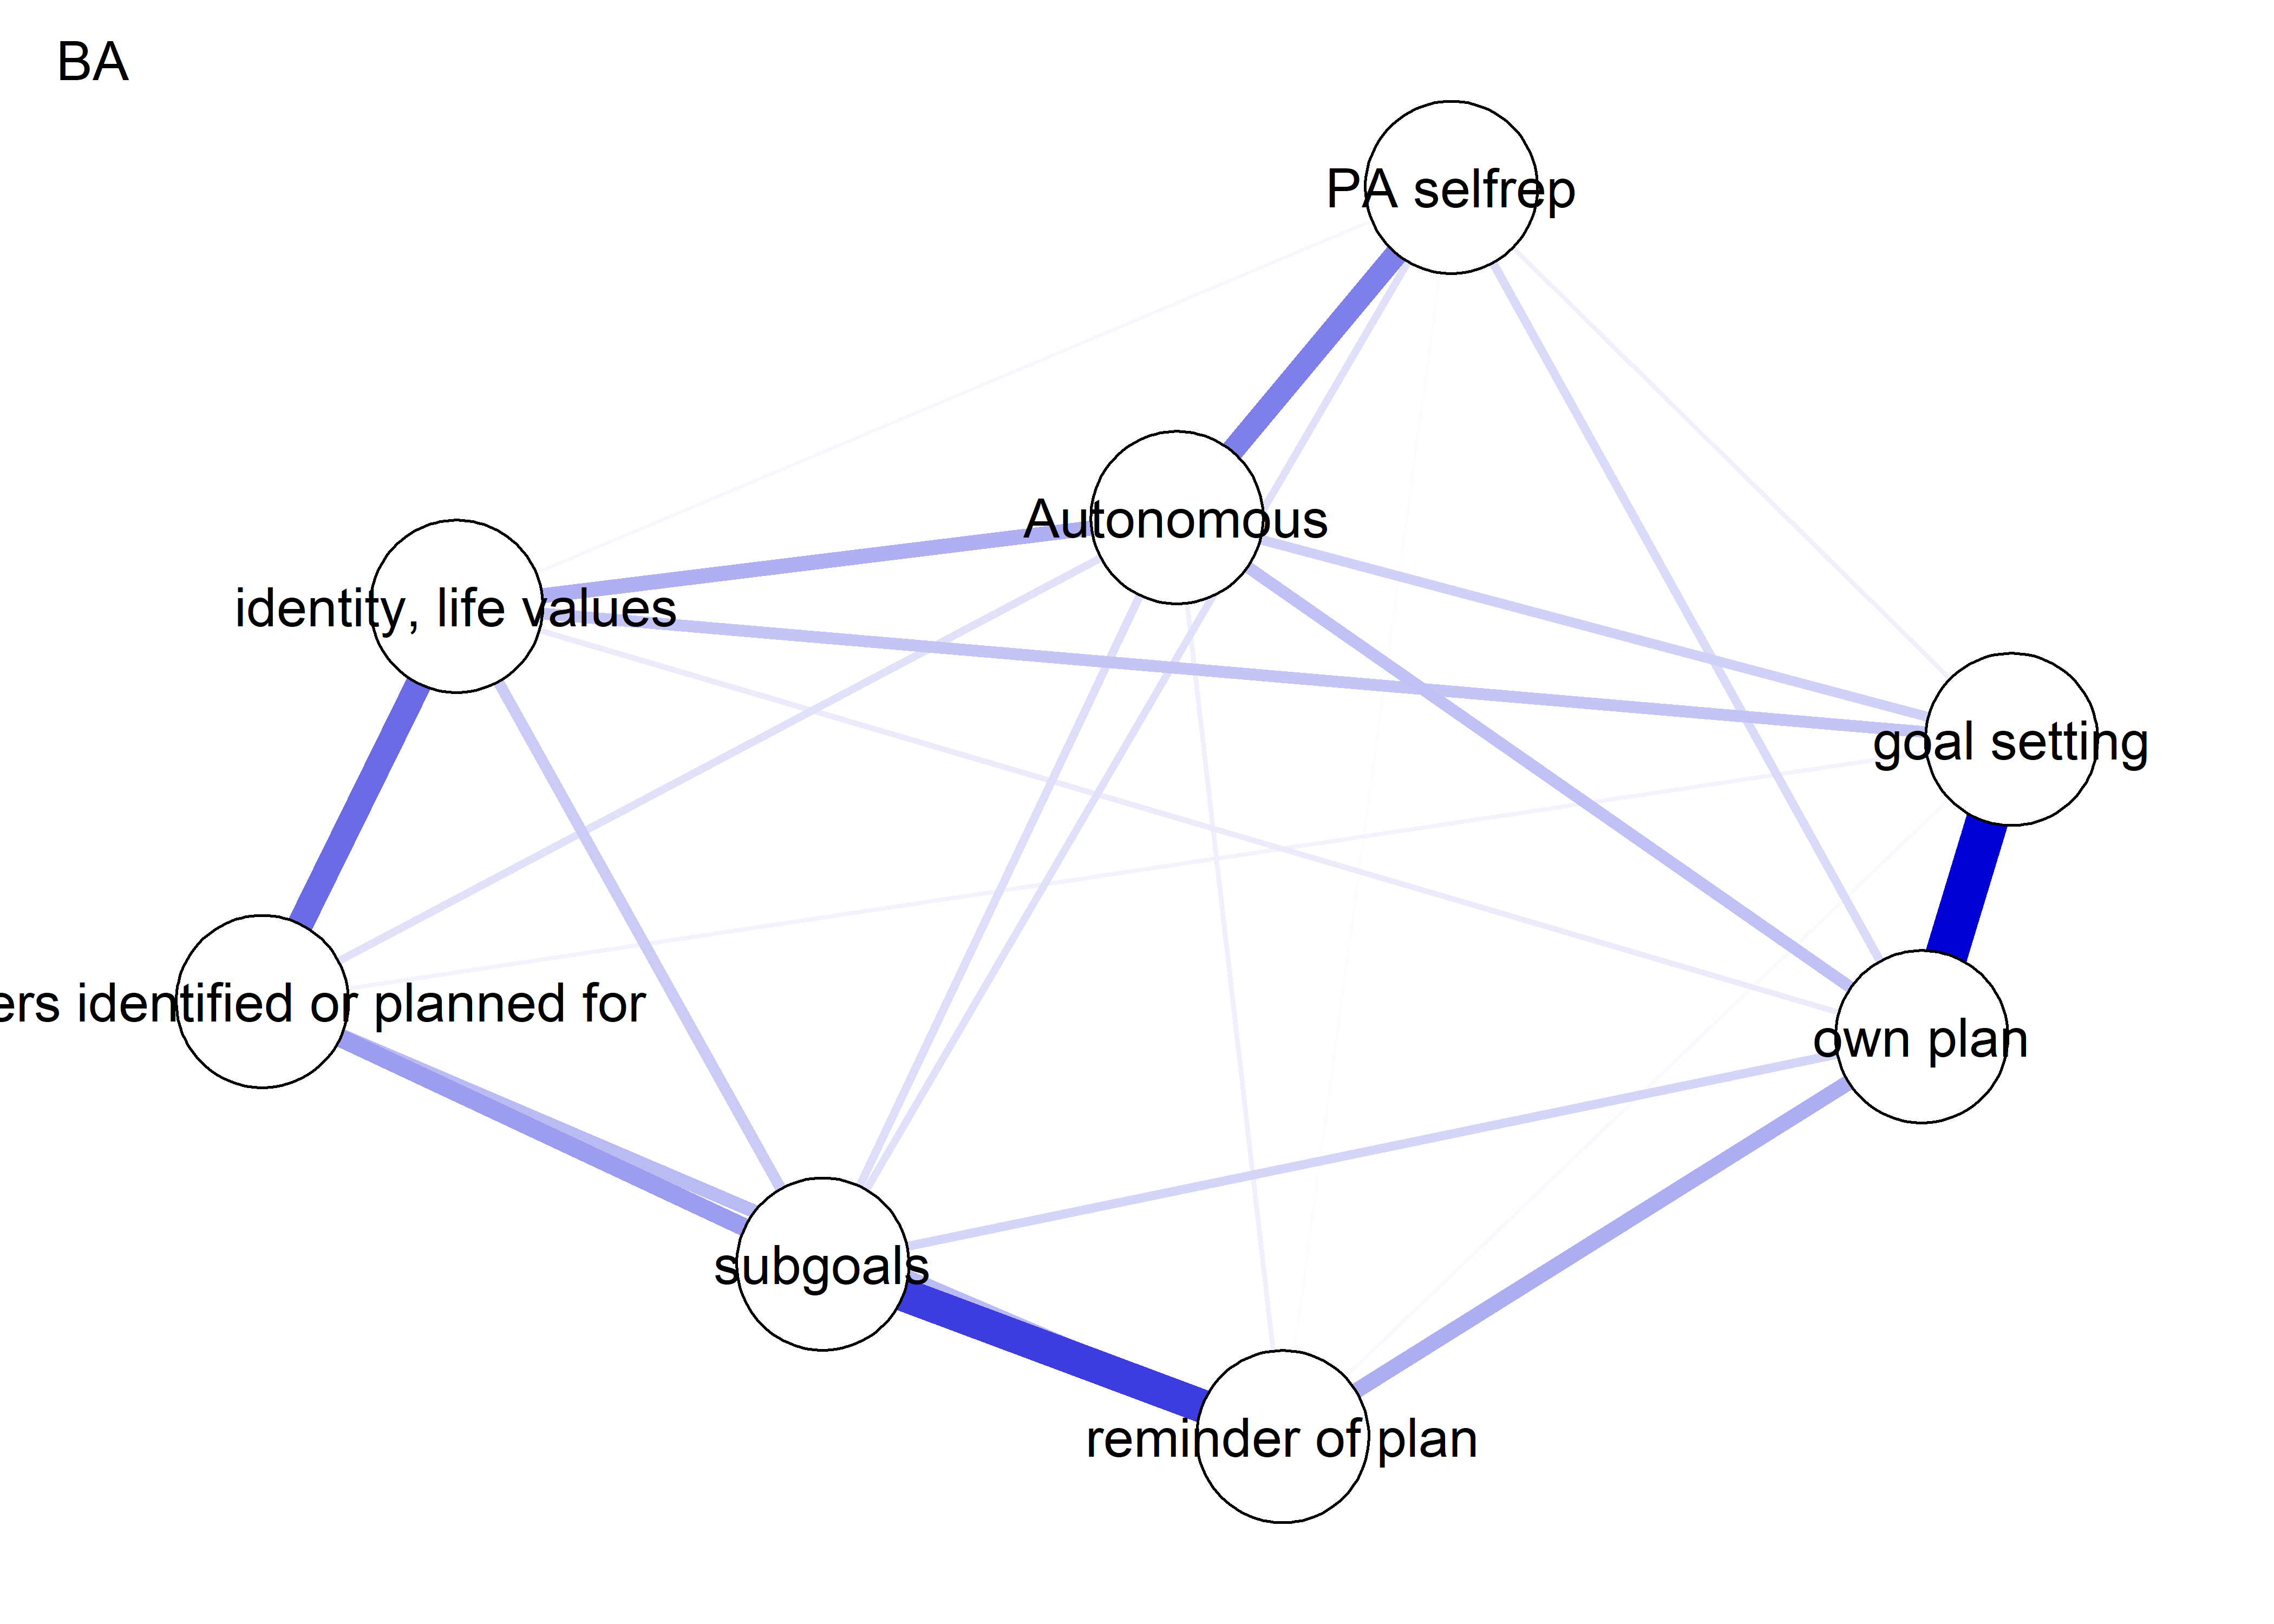 BA
PA selfrep
Autonomous
identity, life values
goal setting
identified or planned for
own plan
subgoals
reminder of plan